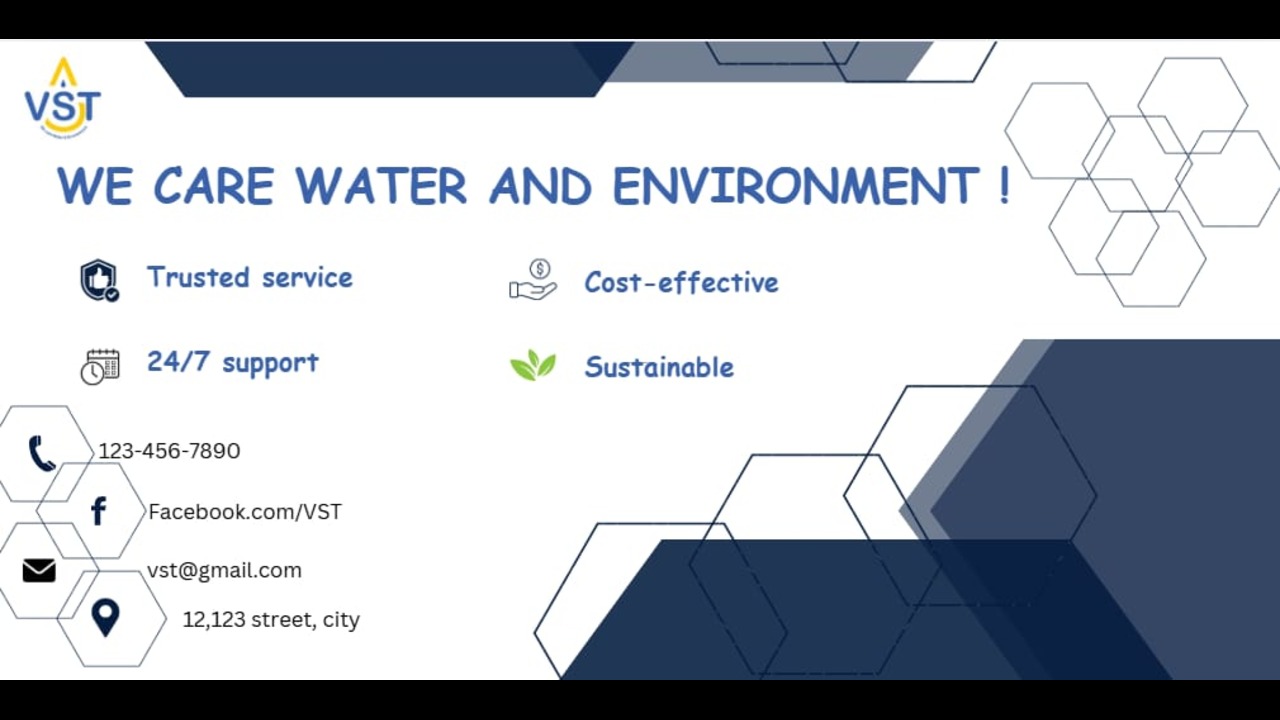 VST
WE CARE WATER AND ENVIRONMENT !
Trusted service
Cost-effective
24/7 support
Sustainable
123-456-7890
Facebook.com/VST
vst@gmail.com
12,123 street, city